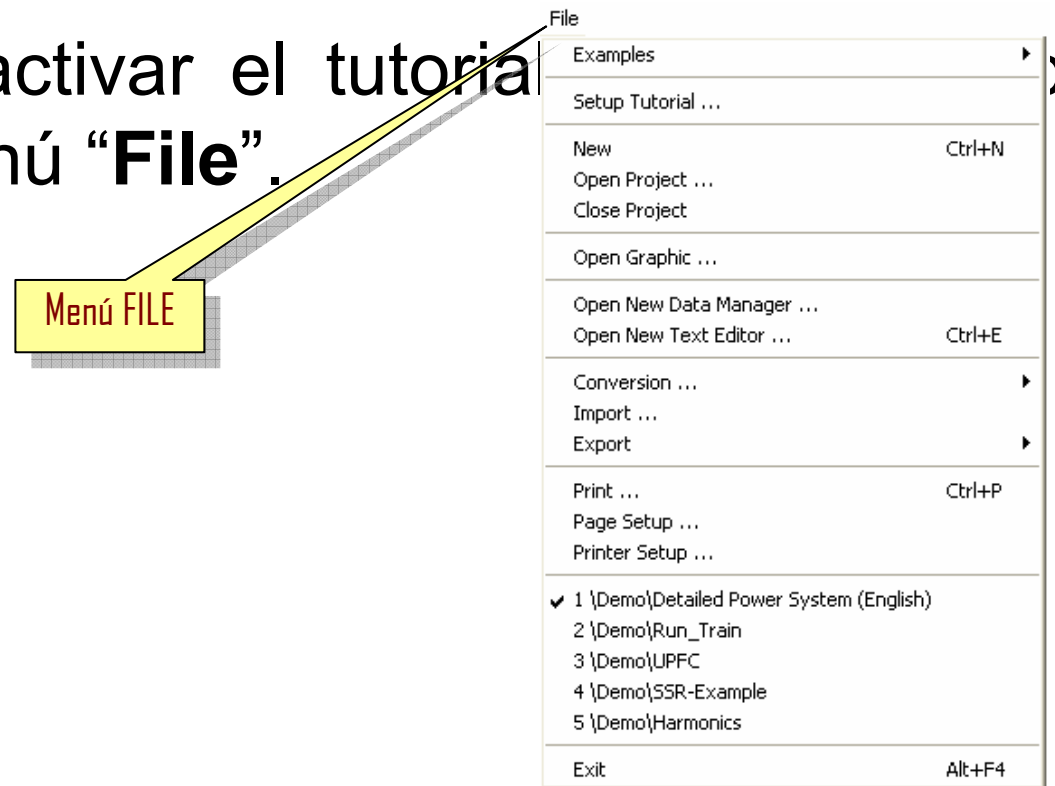 activar el tutorial
nú “File”.
Menú FILE
File
Examples
Setup Tutorial ...
New Ctrl+N
Open Project ...
Close Project
Open Graphic ...
Open New Data Manager ...
Open New Text Editor ... Ctrl+E
Conversion ...
Import ...
Export
Print ... Ctrl+P
Page Setup ...
Printer Setup ...
1 \Demo\Detailed Power System (English)
2 \Demo\Run_Train
3 \Demo\UPFC
4 \Demo\SSR-Example
5 \Demo\Harmonics
Exit Alt+F4